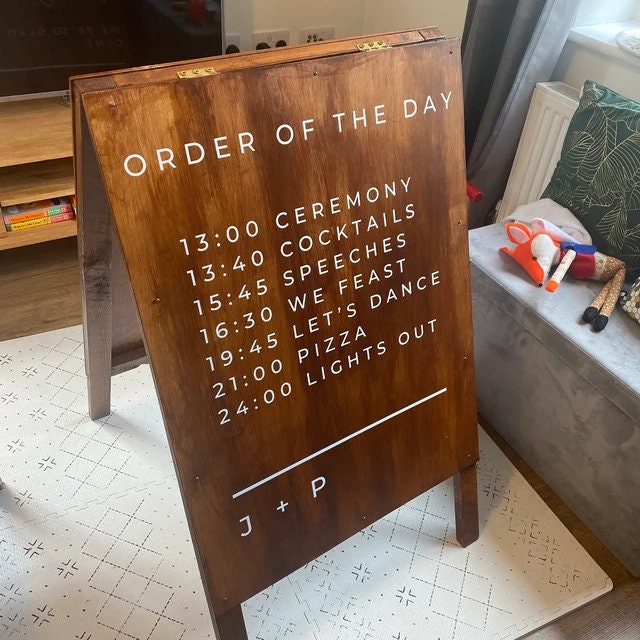 ORDER OF THE DAY
13:00 CEREMONY
13:40 COCKTAILS
15:45 SPEECHES
16:30 WE FEAST
19:45 LET'S DANCE
21:00 PIZZA
24:00 LIGHTS OUT
J + P